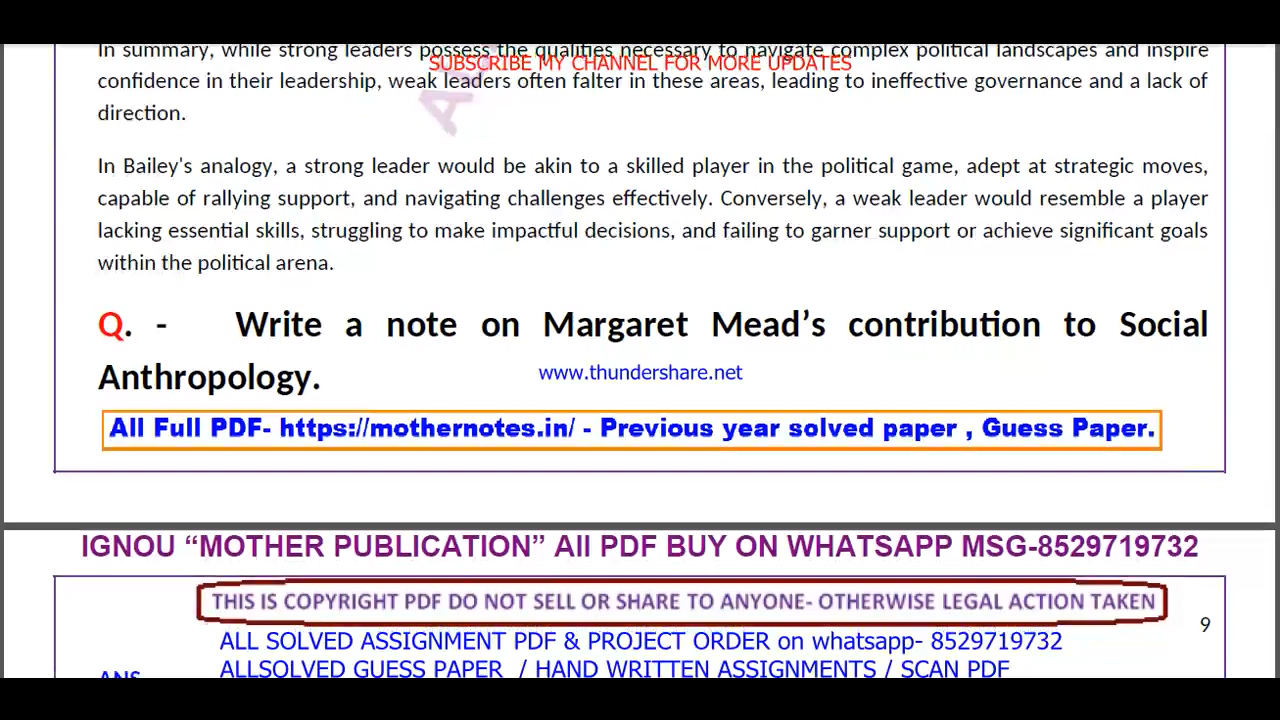 In summary, while strong leaders possess the qualities necessary to navigate complex political landscapes and inspire
SUBSCRIBE MY CHANNEL FOR MORE UPDATES
confidence in their leadership, weak leaders often falter in these areas, leading to ineffective governance and a lack of
direction.
In Bailey's analogy, a strong leader would be akin to a skilled player in the political game, adept at strategic moves,
capable of rallying support, and navigating challenges effectively. Conversely, a weak leader would resemble a player
lacking essential skills, struggling to make impactful decisions, and failing to garner support or achieve significant goals
within the political arena.
Q. - Write a note on Margaret Mead’s contribution to Social
Anthropology.
www.thundershare.net
All Full PDF- https://mothernotes.in/ - Previous year solved paper , Guess Paper.
IGNOU “MOTHER PUBLICATION” All PDF BUY ON WHATSAPP MSG-8529719732
THIS IS COPYRIGHT PDF DO NOT SELL OR SHARE TO ANYONE- OTHERWISE LEGAL ACTION TAKEN
9
ALL SOLVED ASSIGNMENT PDF & PROJECT ORDER on whatsapp- 8529719732
ALLSOLVED GUESS PAPER / HAND WRITTEN ASSIGNMENTS / SCAN PDF
ANS